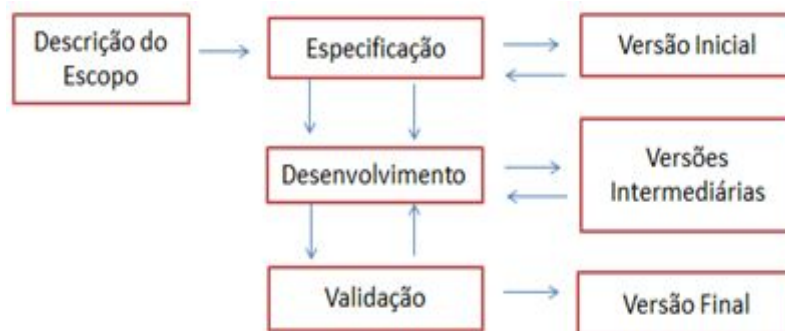 Descrição do
Escopo
Especificação
Versão Inicial
Desenvolvimento
Versões
Intermediárias
Validação
Versão Final